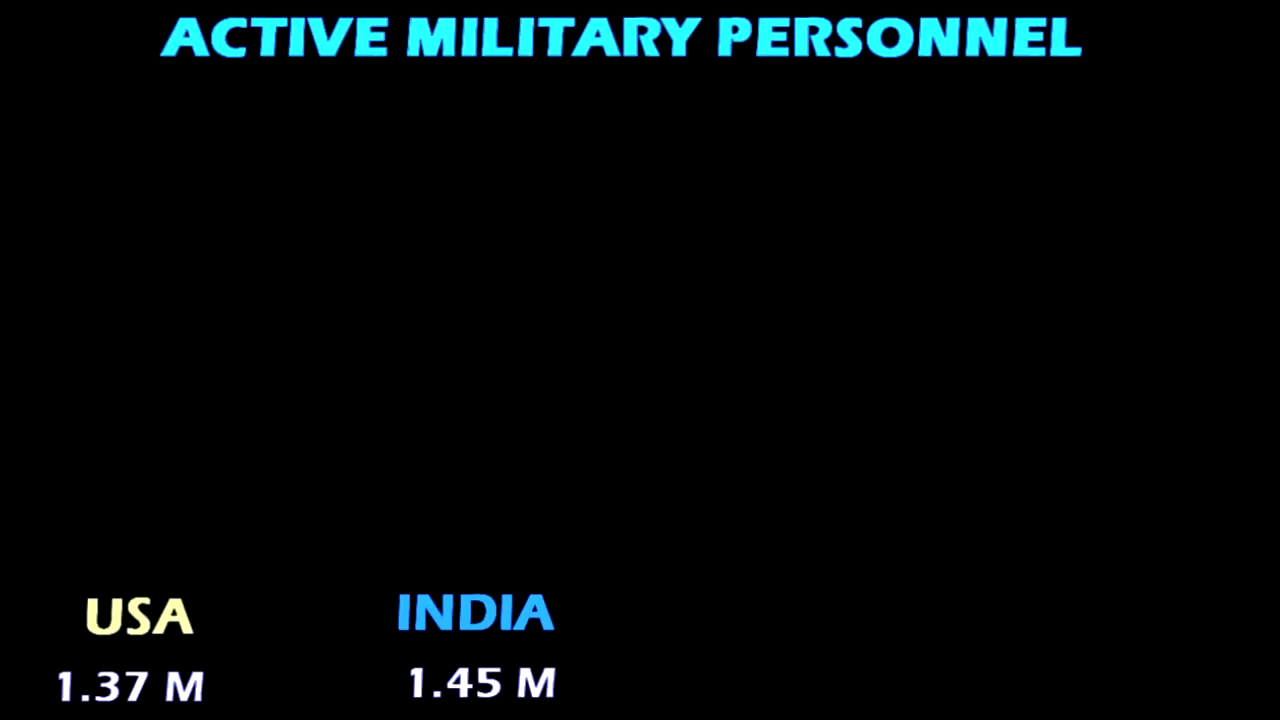 ACTIVE MILITARY PERSONNEL
USA
INDIA
1.37 M
1.45 M